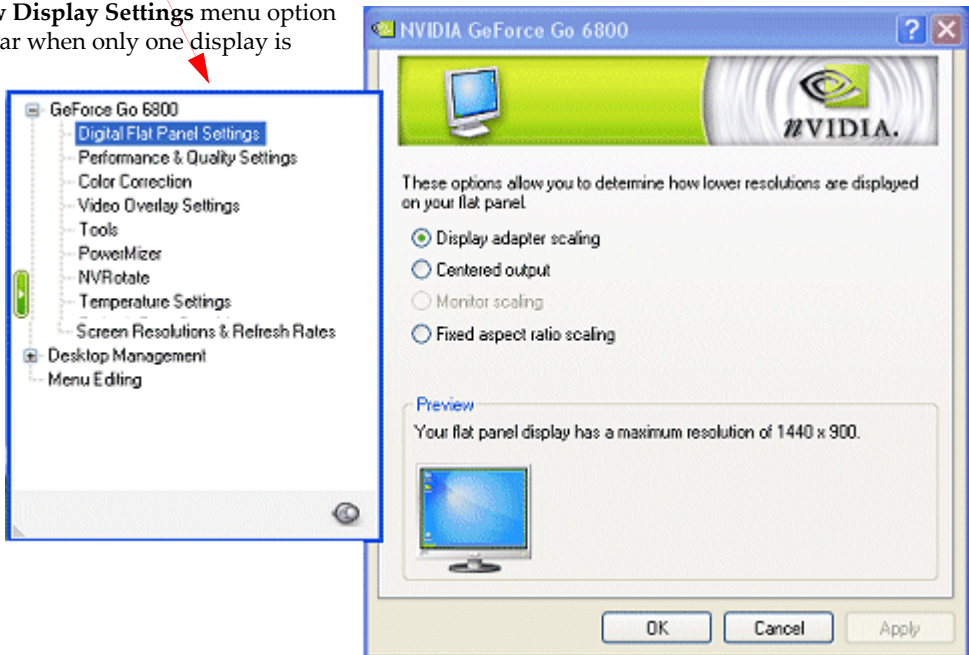 Display Settings menu option
ar when only one display is
GeForce Go 6800
Digital Flat Panel Settings
Performance & Quality Settings
Color Correction
Video Overlay Settings
Tools
PowerMizer
NVRotate
Temperature Settings
Screen Resolutions & Refresh Rates
Desktop Management
Menu Editing
NVIDIA GeForce Go 6800
nVIDIA.
These options allow you to determine how lower resolutions are displayed
on your flat panel.
Display adapter scaling
Centered output
Monitor scaling
Fixed aspect ratio scaling
Preview
Your flat panel display has a maximum resolution of 1440 x 900.
OK
Cancel
Apply